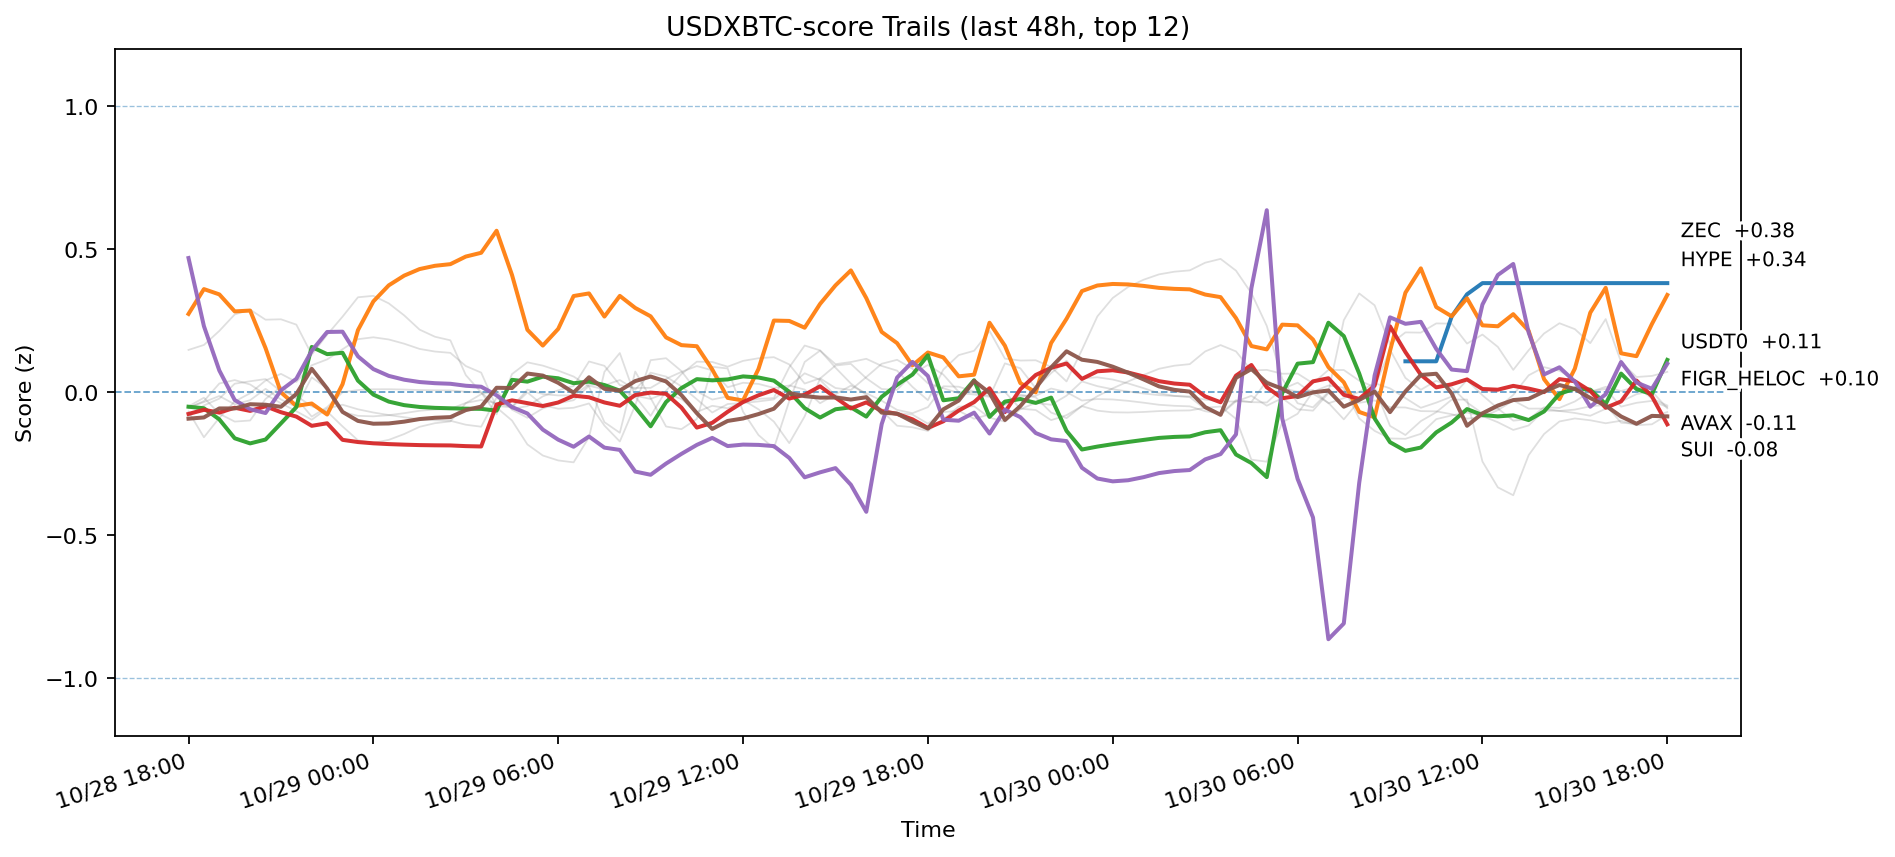 USDXBTC-score Trails (last 48h, top 12)
Score (z)
1.0
0.5
0.0
−0.5
−1.0
ZEC +0.38
HYPE +0.34
USDT0 +0.11
FIGR_HELOC +0.10
AVAX -0.11
SUI -0.08
10/28 18:00
10/29 00:00
10/29 06:00
10/29 12:00
10/29 18:00
10/30 00:00
10/30 06:00
10/30 12:00
10/30 18:00
Time